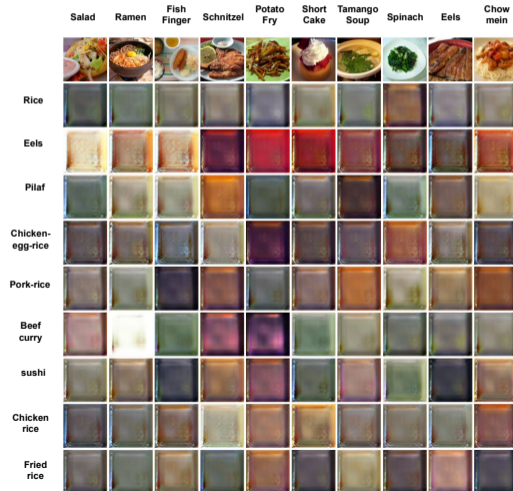 Salad Ramen Fish Finger Schnitzel Potato Fry Short Cake Tamango Soup Spinach Eels Chow mein
Rice
Eels
Pilaf
Chicken-
egg-rice
Pork-rice
Beef
curry
sushi
Chicken
rice
Fried
rice